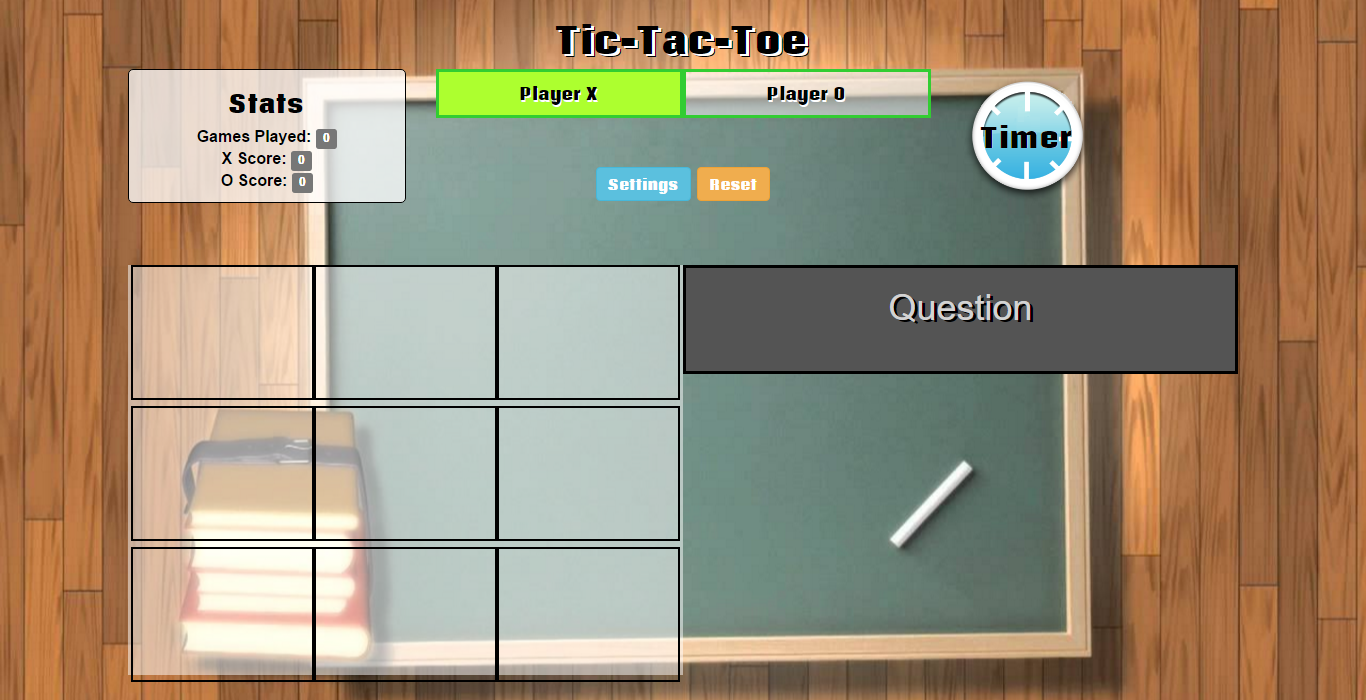 Tic-Tac-Toe
Stats
Games Played: 0
X Score: 0
O Score: 0
Player X
Player O
Timer
Settings
Reset
Question